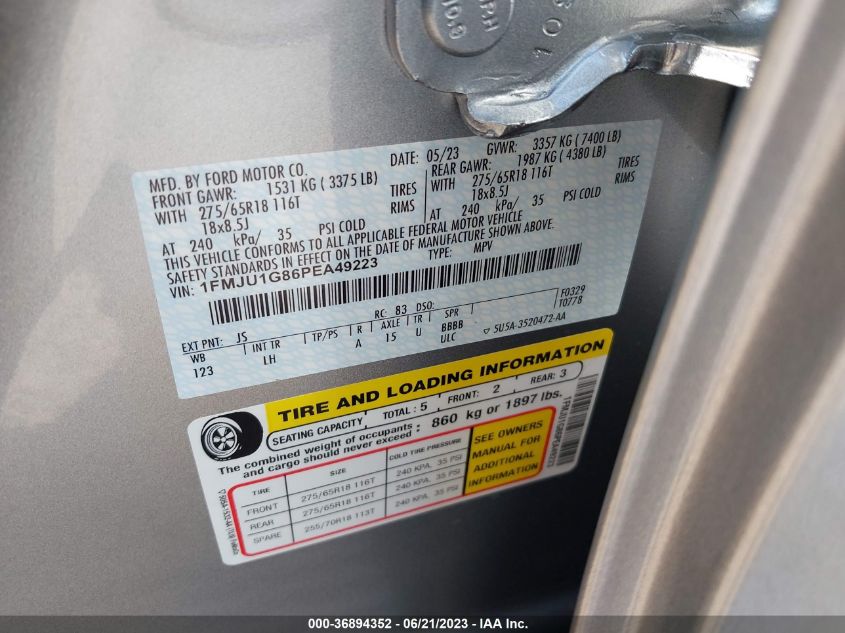 MFD. BY FORD MOTOR CO.
DATE: 05/23 GVWR: 3357 KG ( 7400 LB)
FRONT GAWR: 1531 KG ( 3375 LB) REAR GAWR: 1987 KG ( 4380 LB)
WITH 275/65R18 116T TIRES 275/65R18 116T TIRES
18x8.5J RIMS 18x8.5J RIMS
AT 240 kPa/ 35 PSI COLD AT 240 kPa/ 35 PSI COLD
THIS VEHICLE CONFORMS TO ALL APPLICABLE FEDERAL MOTOR VEHICLE
SAFETY STANDARDS IN EFFECT ON THE DATE OF MANUFACTURE SHOWN ABOVE.
VIN: 1FMJU1G86PEA49223 TYPE: MPV
F0329
T0778
EXT PNT: JS RC: 83 DSO:
WB INT TR TP/PS R AXLE TR SPR
123 LH A 15 U BBBB
ULC 5U5A-3520472-AA
TIRE AND LOADING INFORMATION
SEATING CAPACITY TOTAL : 5 FRONT: 2 REAR: 3
The combined weight of occupants and cargo should never exceed : 860 kg or 1897 lbs.
TIRE SIZE COLD TIRE PRESSURE
FRONT 275/65R18 116T 240 KPA, 35 PSI
REAR 275/65R18 116T 240 KPA, 35 PSI
SPARE 255/70R18 113T 240 KPA, 35 PSI
SEE OWNERS
MANUAL FOR
ADDITIONAL
INFORMATION
1FMJU1G86PEA49223
000-36894352 / 06/21/2023 / IAA Inc.